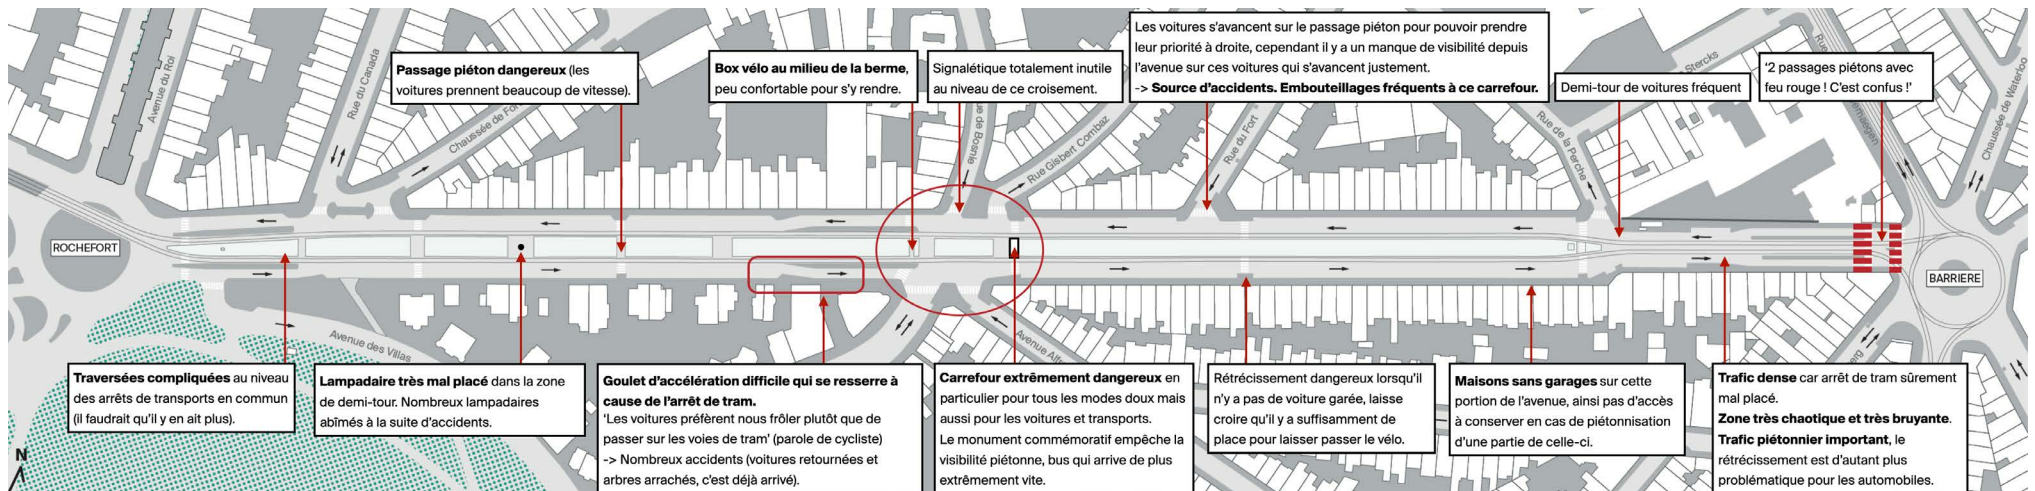 Les voitures s'avancent sur le passage piéton pour pouvoir prendre
leur priorité à droite, cependant il y a un manque de visibilité depuis
l'avenue sur ces voitures qui s'avancent justement.
-> Source d'accidents. Embouteillages fréquents à ce carrefour.
Passage piéton dangereux (les
voitures prennent beaucoup de vitesse).
Box vélo au milieu de la berme,
peu confortable pour s'y rendre.
Signalétique totalement inutile
au niveau de ce croisement.
Demi-tour de voitures fréquent
'2 passages piétons avec
feu rouge ! C'est confus !'
Avenue du Roi
Rue du Canada
Chaussée de Fo
de Bosnie
Rue Gisbert Combaz
Rue du Fort
Rue de la Perche
Stercks
Chaussée de Waterloo
ROCHEFORT
BARRIERE
Avenue des Villas
Avenue Alf
Traversées compliquées au niveau
des arrêts de transports en commun
(il faudrait qu'il y en ait plus).
Lampadaire très mal placé dans la zone
de demi-tour. Nombreux lampadaires
abîmés à la suite d'accidents.
Goulet d'accélération difficile qui se resserre à
cause de l'arrêt de tram.
'Les voitures préfèrent nous frôler plutôt que de
passer sur les voies de tram' (parole de cycliste)
-> Nombreux accidents (voitures retournées et
arbres arrachés, c'est déjà arrivé).
Carrefour extrêmement dangereux en
particulier pour tous les modes doux mais
aussi pour les voitures et transports.
Le monument commémoratif empêche la
visibilité piétonne, bus qui arrive de plus
extrêmement vite.
Rétrécissement dangereux lorsqu'il
n'y a pas de voiture garée, laisse
croire qu'il y a suffisamment de
place pour laisser passer le vélo.
Maisons sans garages sur cette
portion de l'avenue, ainsi pas d'accès
à conserver en cas de piétonnisation
d'une partie de celle-ci.
Trafic dense car arrêt de tram sûrement
mal placé.
Zone très chaotique et très bruyante.
Trafic piétonnier important, le
rétrécissement est d'autant plus
problématique pour les automobiles.
N